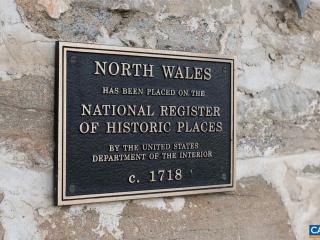 NORTH WALES
HAS BEEN PLACED ON THE
NATIONAL REGISTER
OF HISTORIC PLACES
BY THE UNITED STATES
DEPARTMENT OF THE INTERIOR
c. 1718
CA